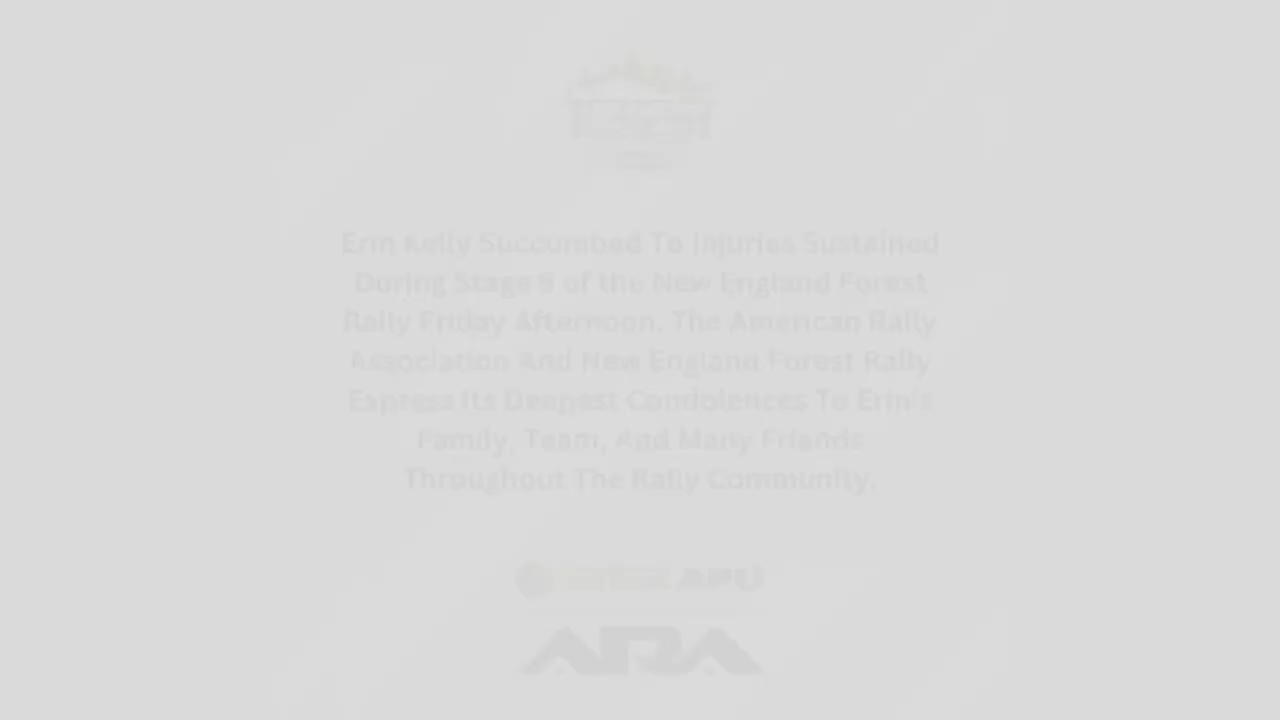 Erin Kelly Succumbed To Injuries Sustained
During Stage of the New England Forest
Rally Friday Afternoon. The American Rally
Association And New England Forest Rally
Express Its Deepest Condolences To Erin's
Family, Team, And Many Friends
Throughout The Rally Community.
APU
ARA